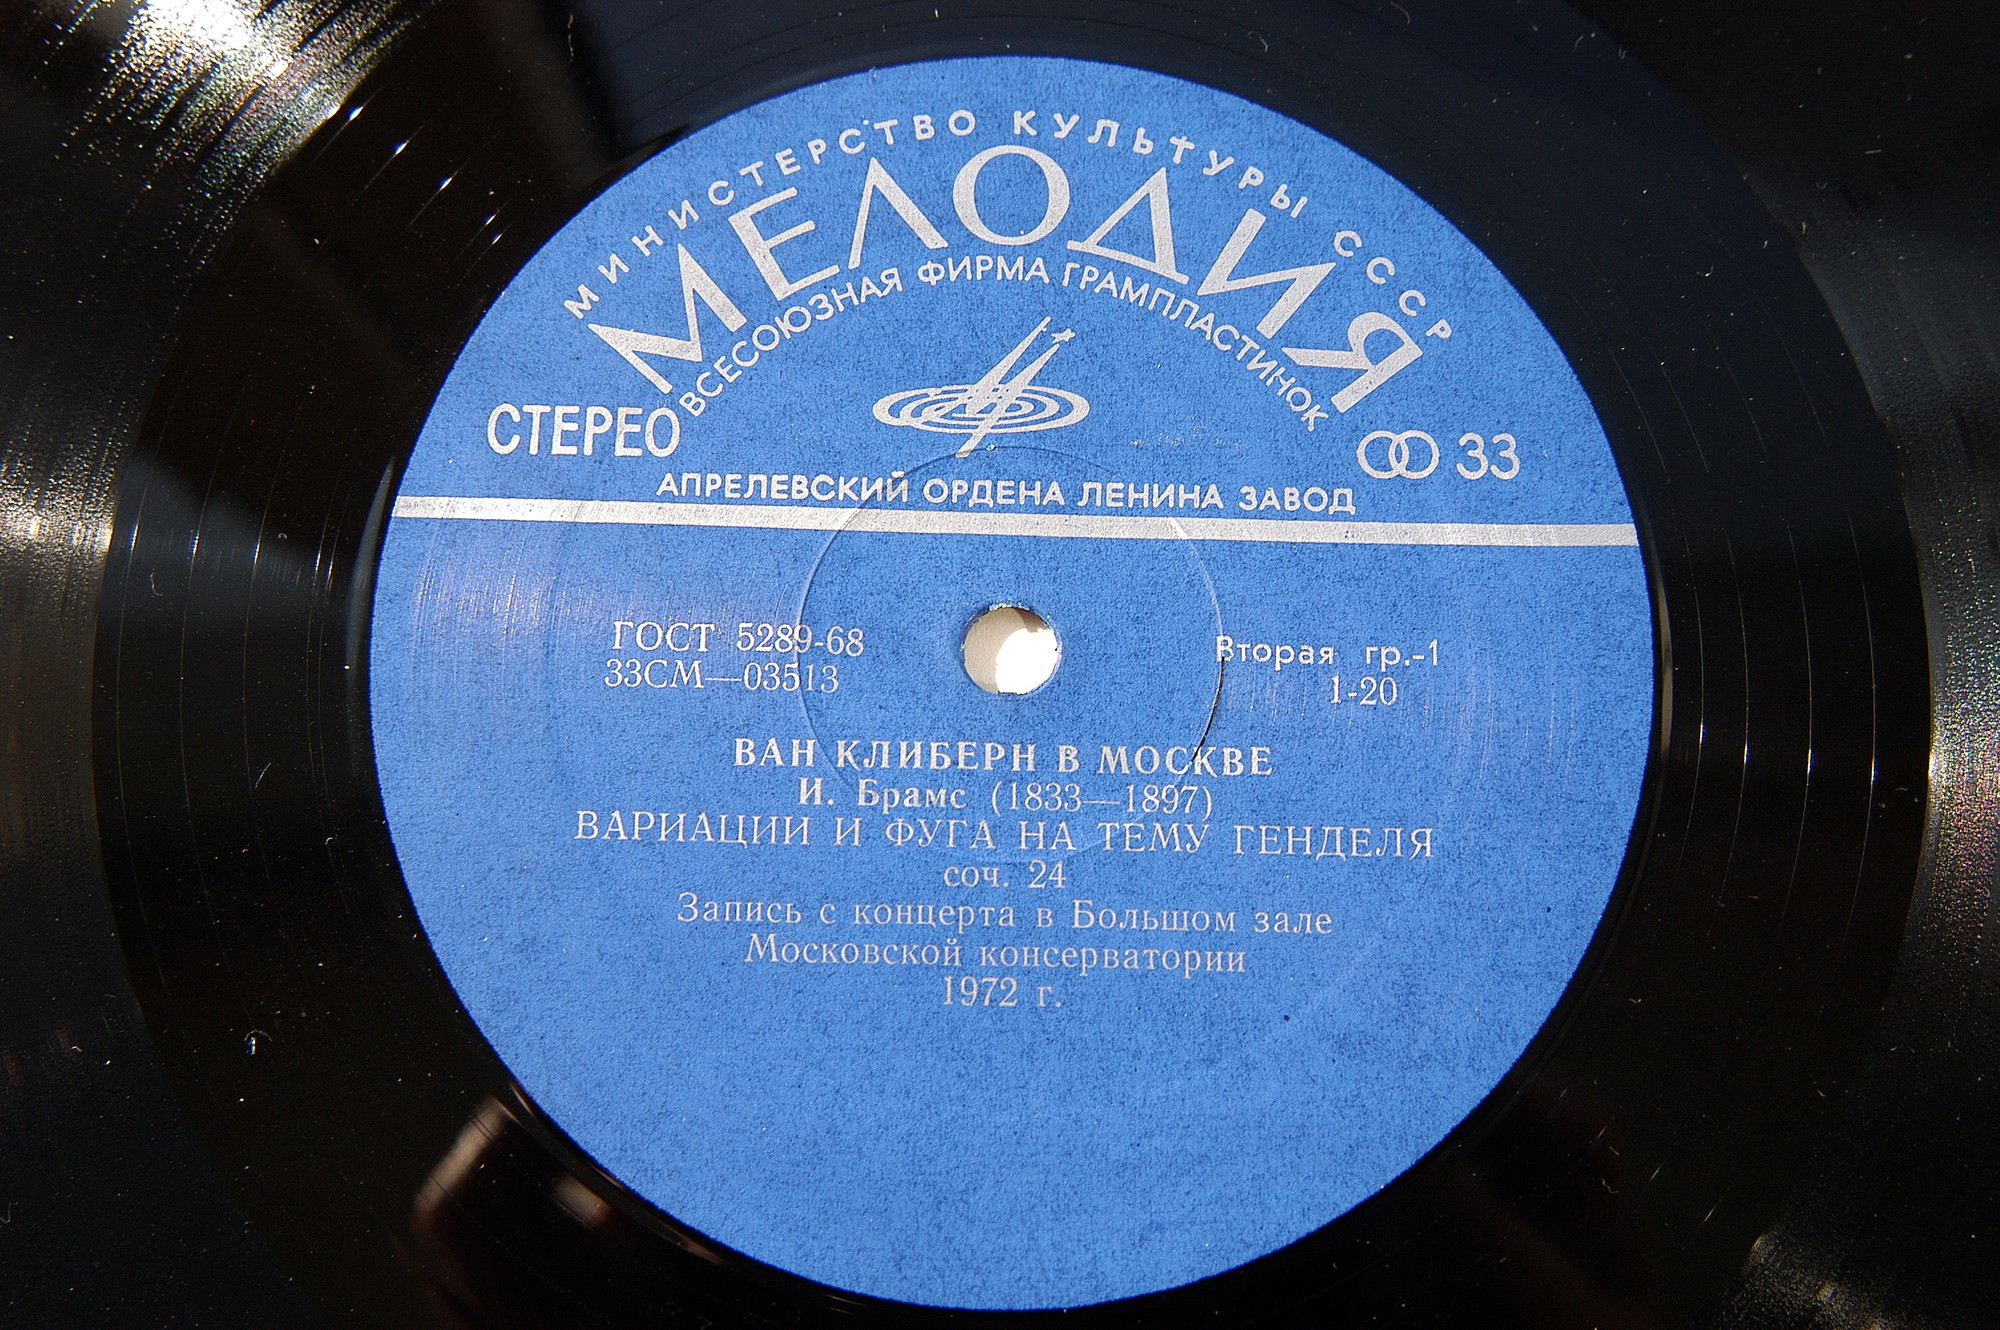 МИНИСТЕРСТВО КУЛЬТУРЫ СССР
МЕЛОДИЯ
ВСЕСОЮЗНАЯ ФИРМА ГРАМПЛАСТИНОК
СТЕРЕО
33
АПРЕЛЕВСКИЙ ОРДЕНА ЛЕНИНА ЗАВОД
ГОСТ 5289-68
33СМ—03513
Вторая гр.-1
1-20
ВАН КЛИБЕРН В МОСКВЕ
И. Брамс (1833—1897)
ВАРИАЦИИ И ФУГА НА ТЕМУ ГЕНДЕЛЯ
соч. 24
Запись с концерта в Большом зале
Московской консерватории
1972 г.